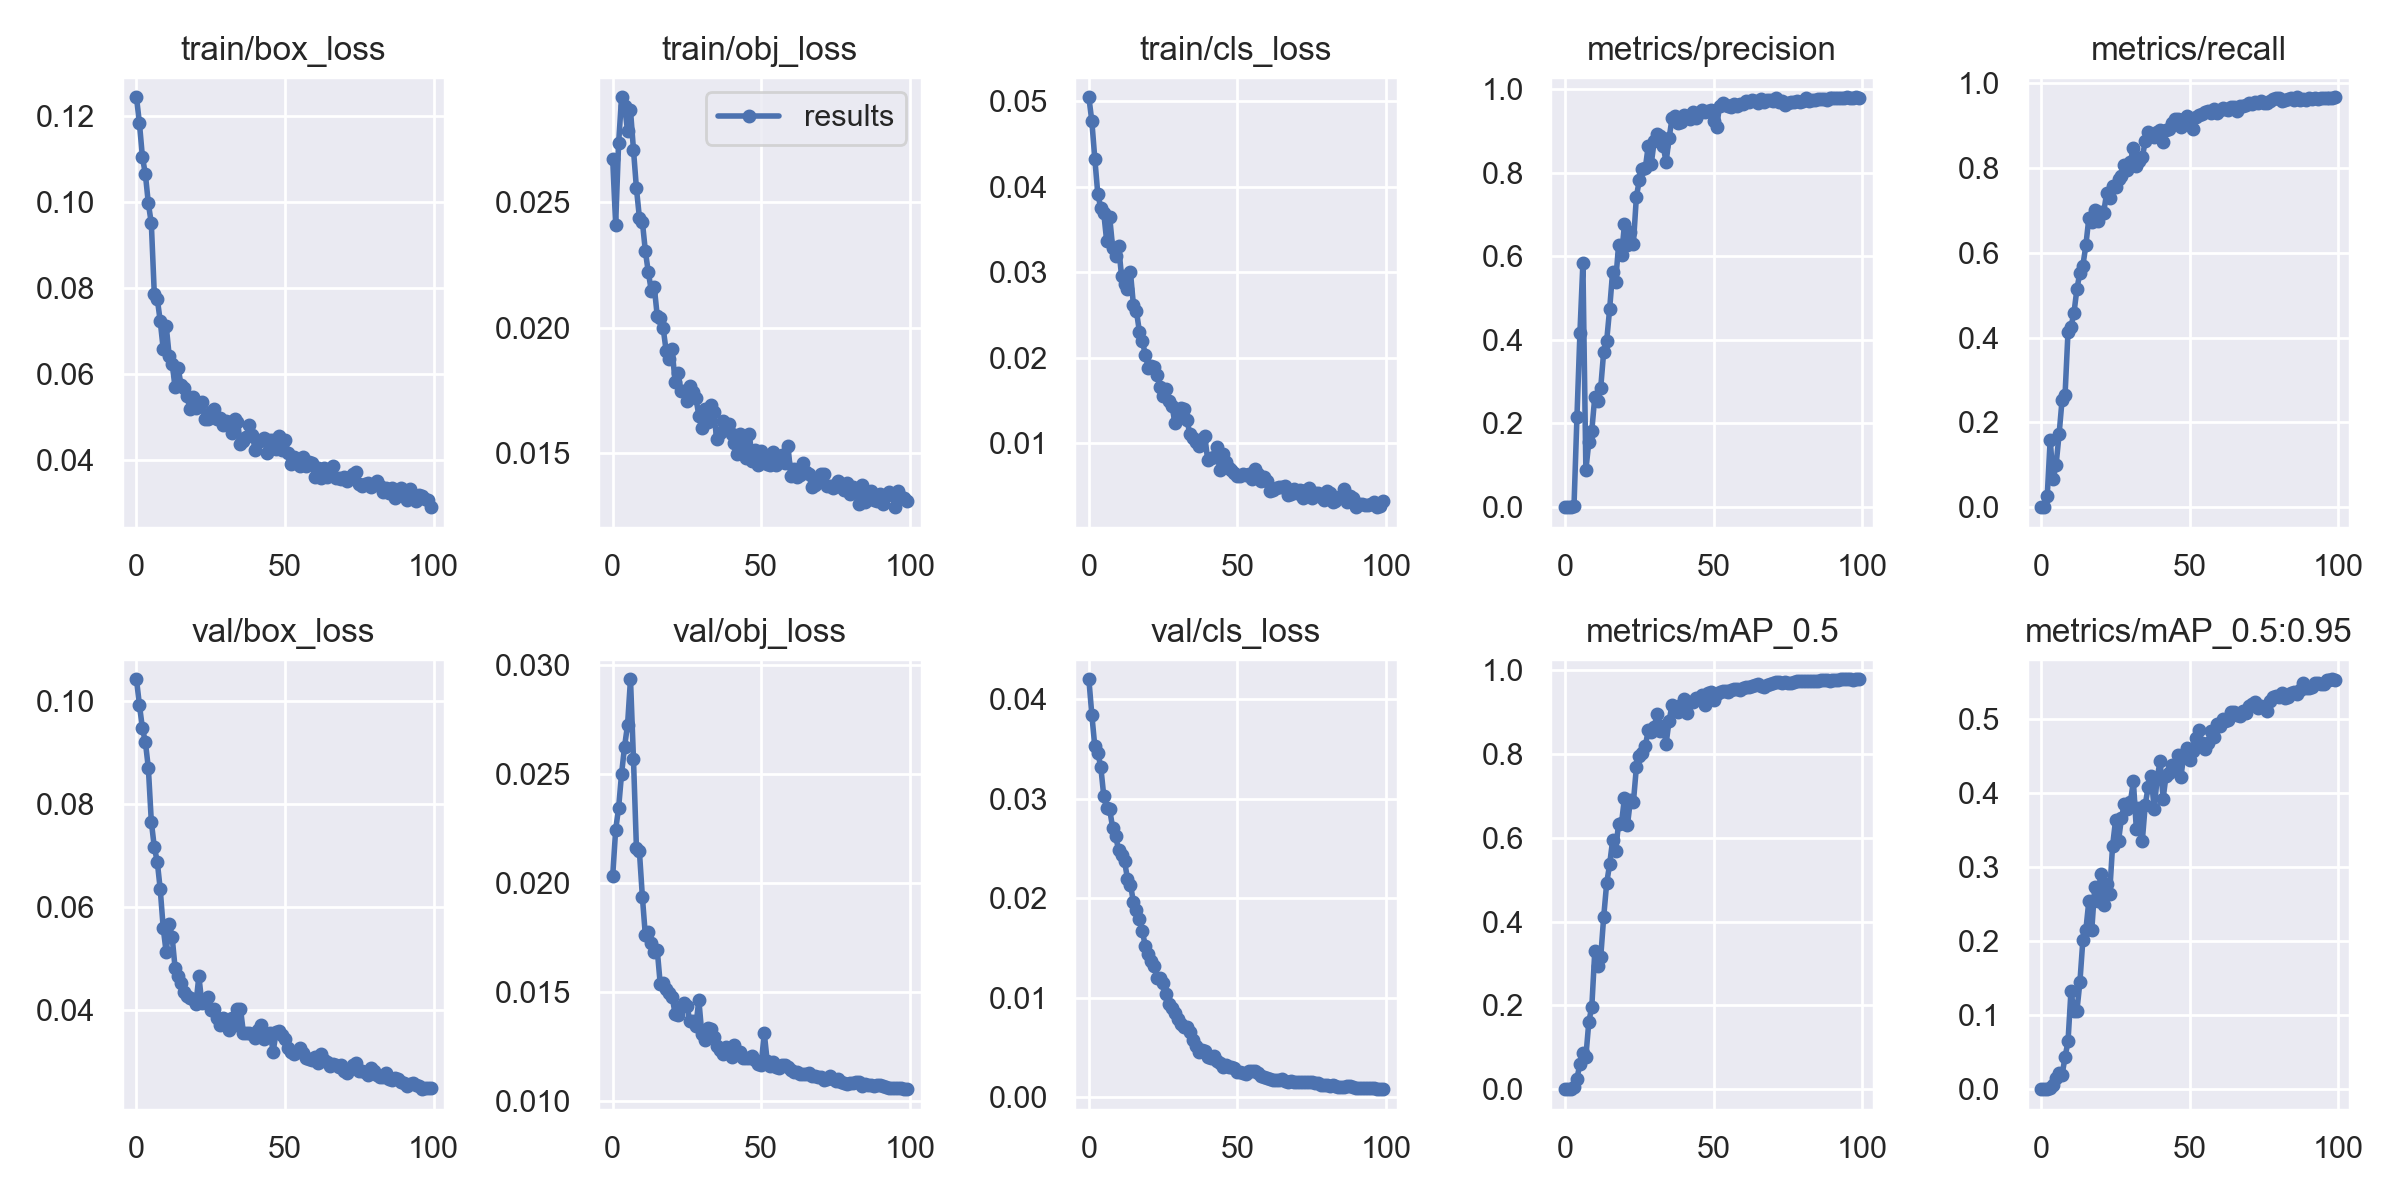 train/box_loss
train/obj_loss
train/cls_loss
metrics/precision
metrics/recall
0.12
0.10
0.08
0.06
0.04
0 50 100
results
0.025
0.020
0.015
0 50 100
0.05
0.04
0.03
0.02
0.01
0 50 100
1.0
0.8
0.6
0.4
0.2
0.0
0 50 100
1.0
0.8
0.6
0.4
0.2
0.0
0 50 100
val/box_loss
val/obj_loss
val/cls_loss
metrics/mAP_0.5
metrics/mAP_0.5:0.95
0.10
0.08
0.06
0.04
0 50 100
0.030
0.025
0.020
0.015
0.010
0 50 100
0.04
0.03
0.02
0.01
0.00
0 50 100
1.0
0.8
0.6
0.4
0.2
0.0
0 50 100
0.5
0.4
0.3
0.2
0.1
0.0
0 50 100